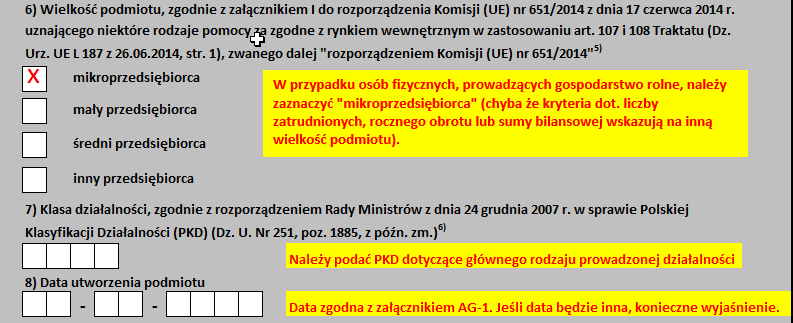 6) Wielkość podmiotu, zgodnie z załącznikiem I do rozporządzenia Komisji (UE) nr 651/2014 z dnia 17 czerwca 2014 r.
uznającego niektóre rodzaje pomocy za zgodne z rynkiem wewnętrznym w zastosowaniu art. 107 i 108 Traktatu (Dz.
Urz. UE L 187 z 26.06.2014, str. 1), zwanego dalej "rozporządzeniem Komisji (UE) nr 651/2014"5)
X mikroprzedsiębiorca
mały przedsiębiorca
średni przedsiębiorca
inny przedsiębiorca
W przypadku osób fizycznych, prowadzących gospodarstwo rolne, należy
zaznaczyć "mikroprzedsiębiorca" (chyba że kryteria dot. liczby
zatrudnionych, rocznego obrotu lub sumy bilansowej wskazują na inną
wielkość podmiotu).
7) Klasa działalności, zgodnie z rozporządzeniem Rady Ministrów z dnia 24 grudnia 2007 r. w sprawie Polskiej
Klasyfikacji Działalności (PKD) (Dz. U. Nr 251, poz. 1885, z późn. zm.)6)
Należy podać PKD dotyczące głównego rodzaju prowadzonej działalności
8) Data utworzenia podmiotu
- -
Data zgodna z załącznikiem AG-1. Jeśli data będzie inna, konieczne wyjaśnienie.